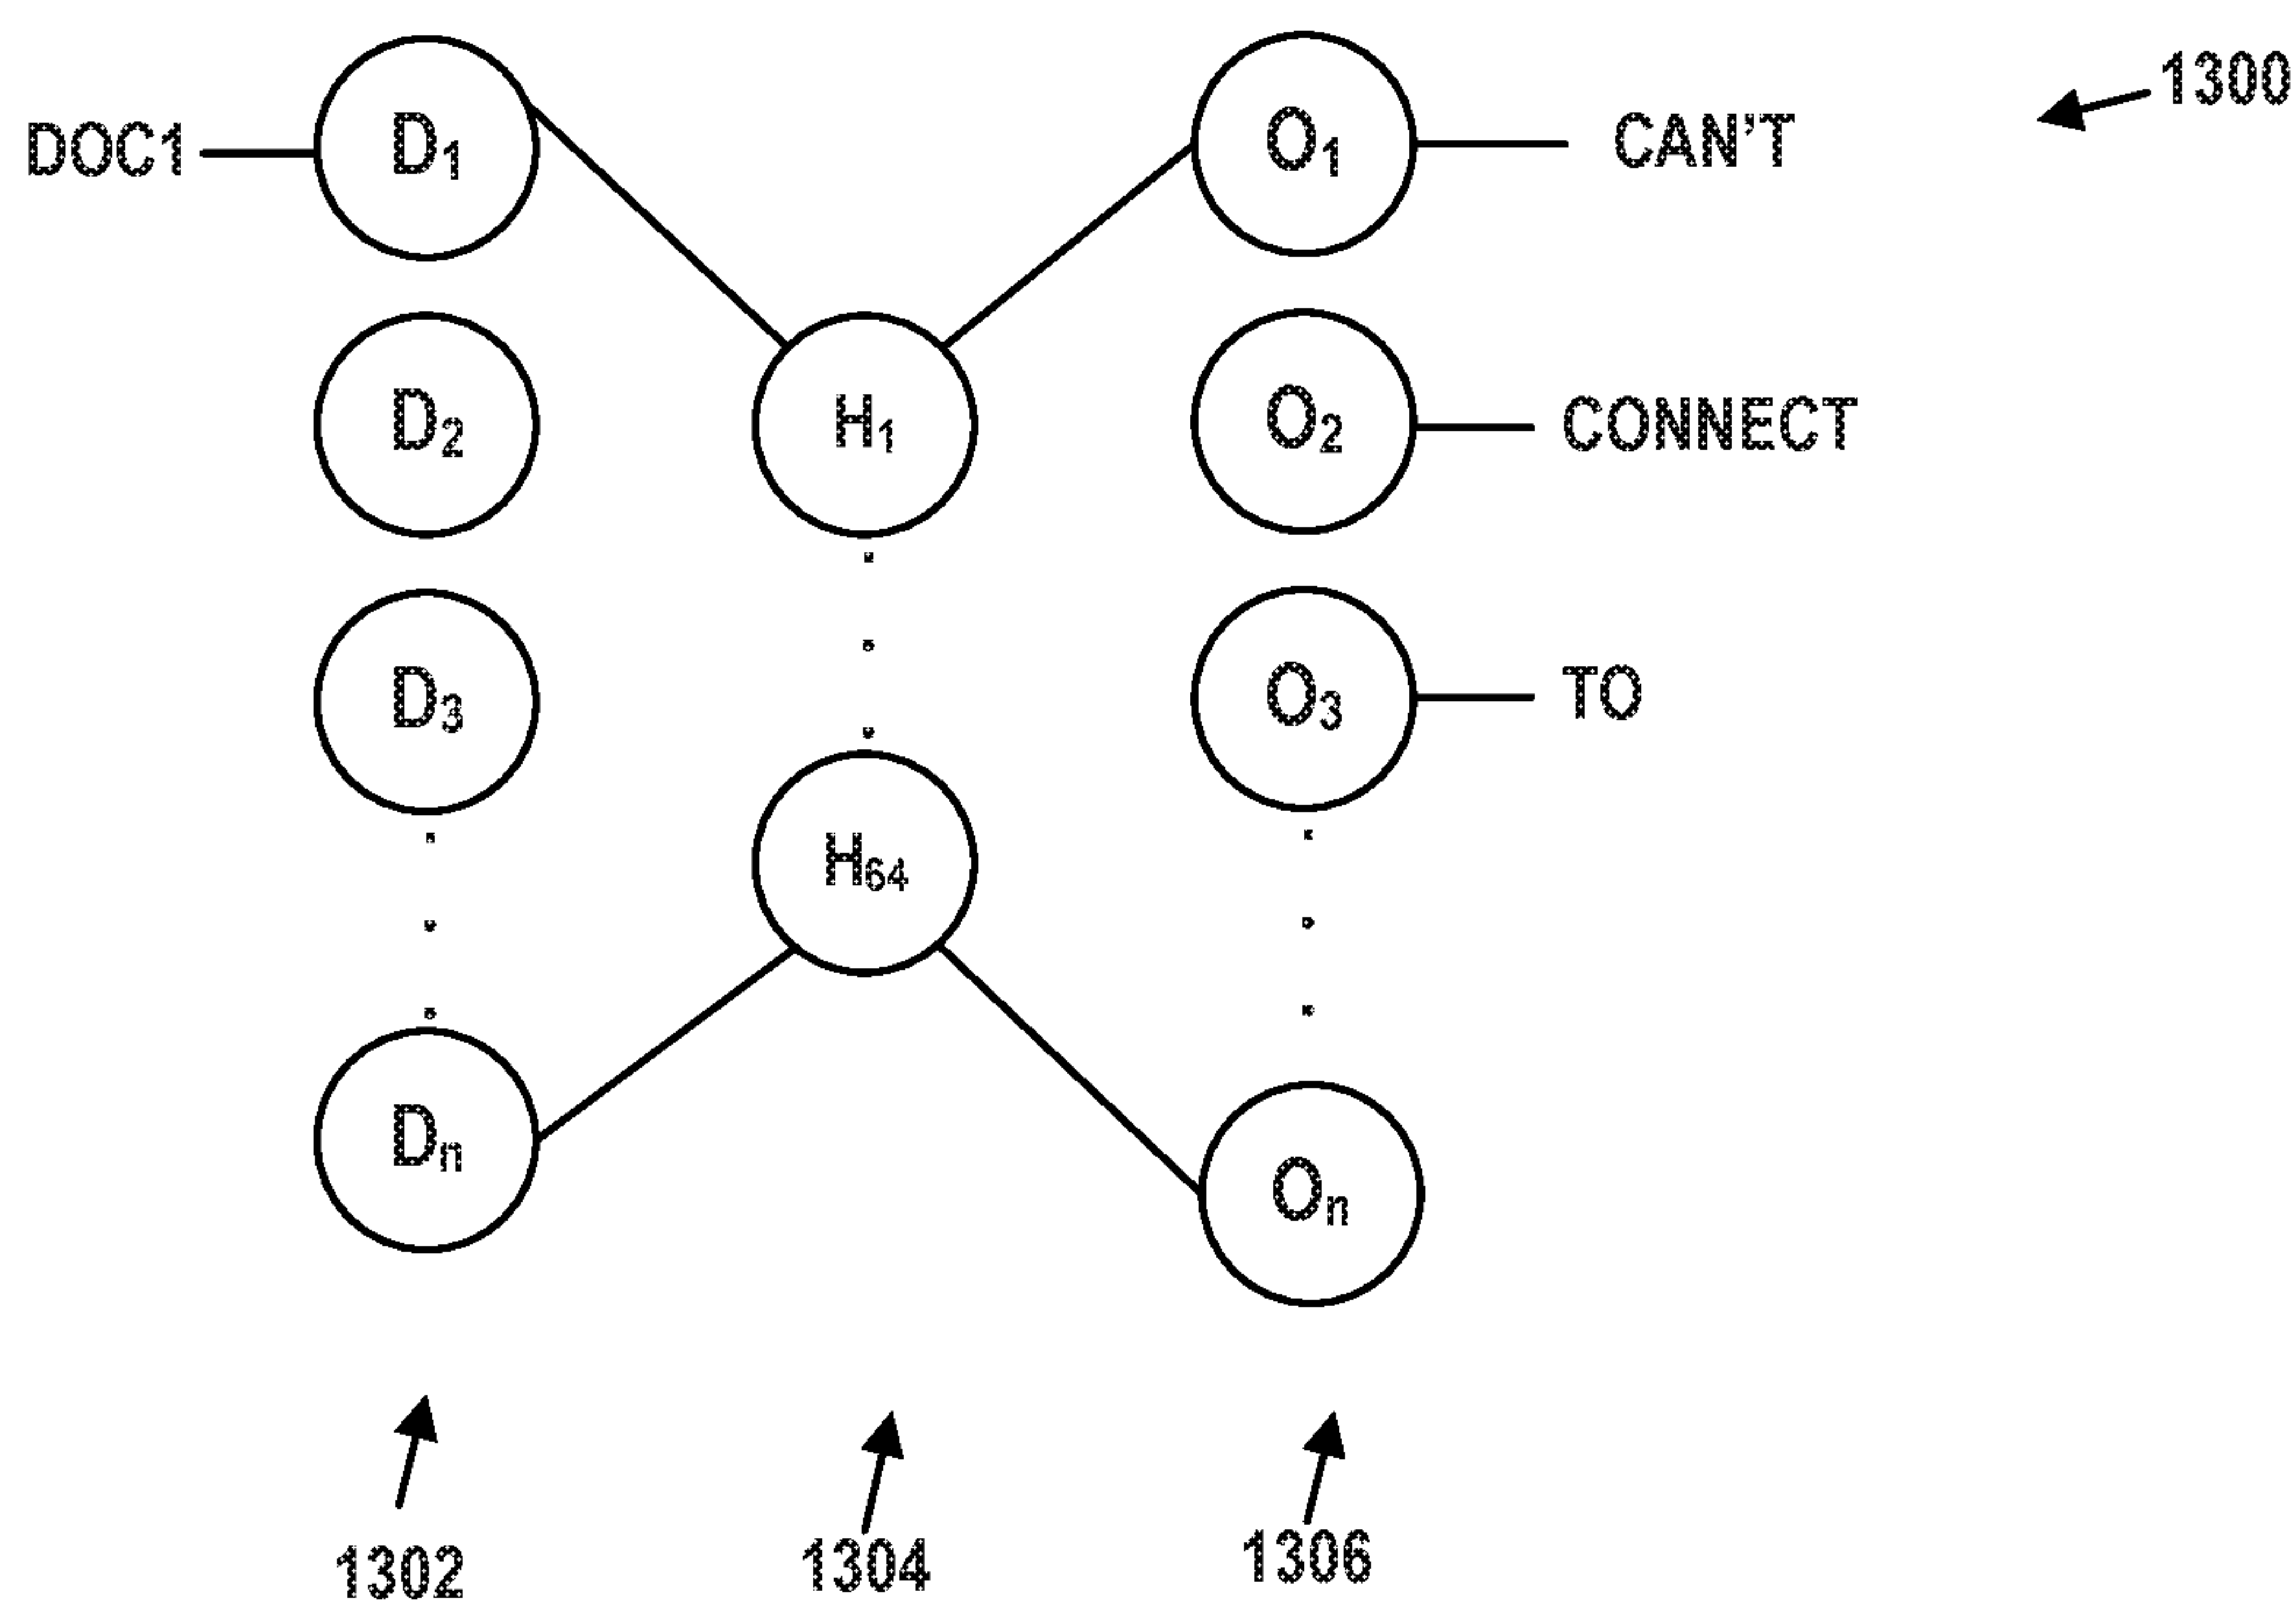 1300
DOC1 D₁ O₁ CAN'T
D₂ H₁ O₂ CONNECT
D₃ O₃ TO
H₆₄
Dₙ Oₙ
1302 1304 1306